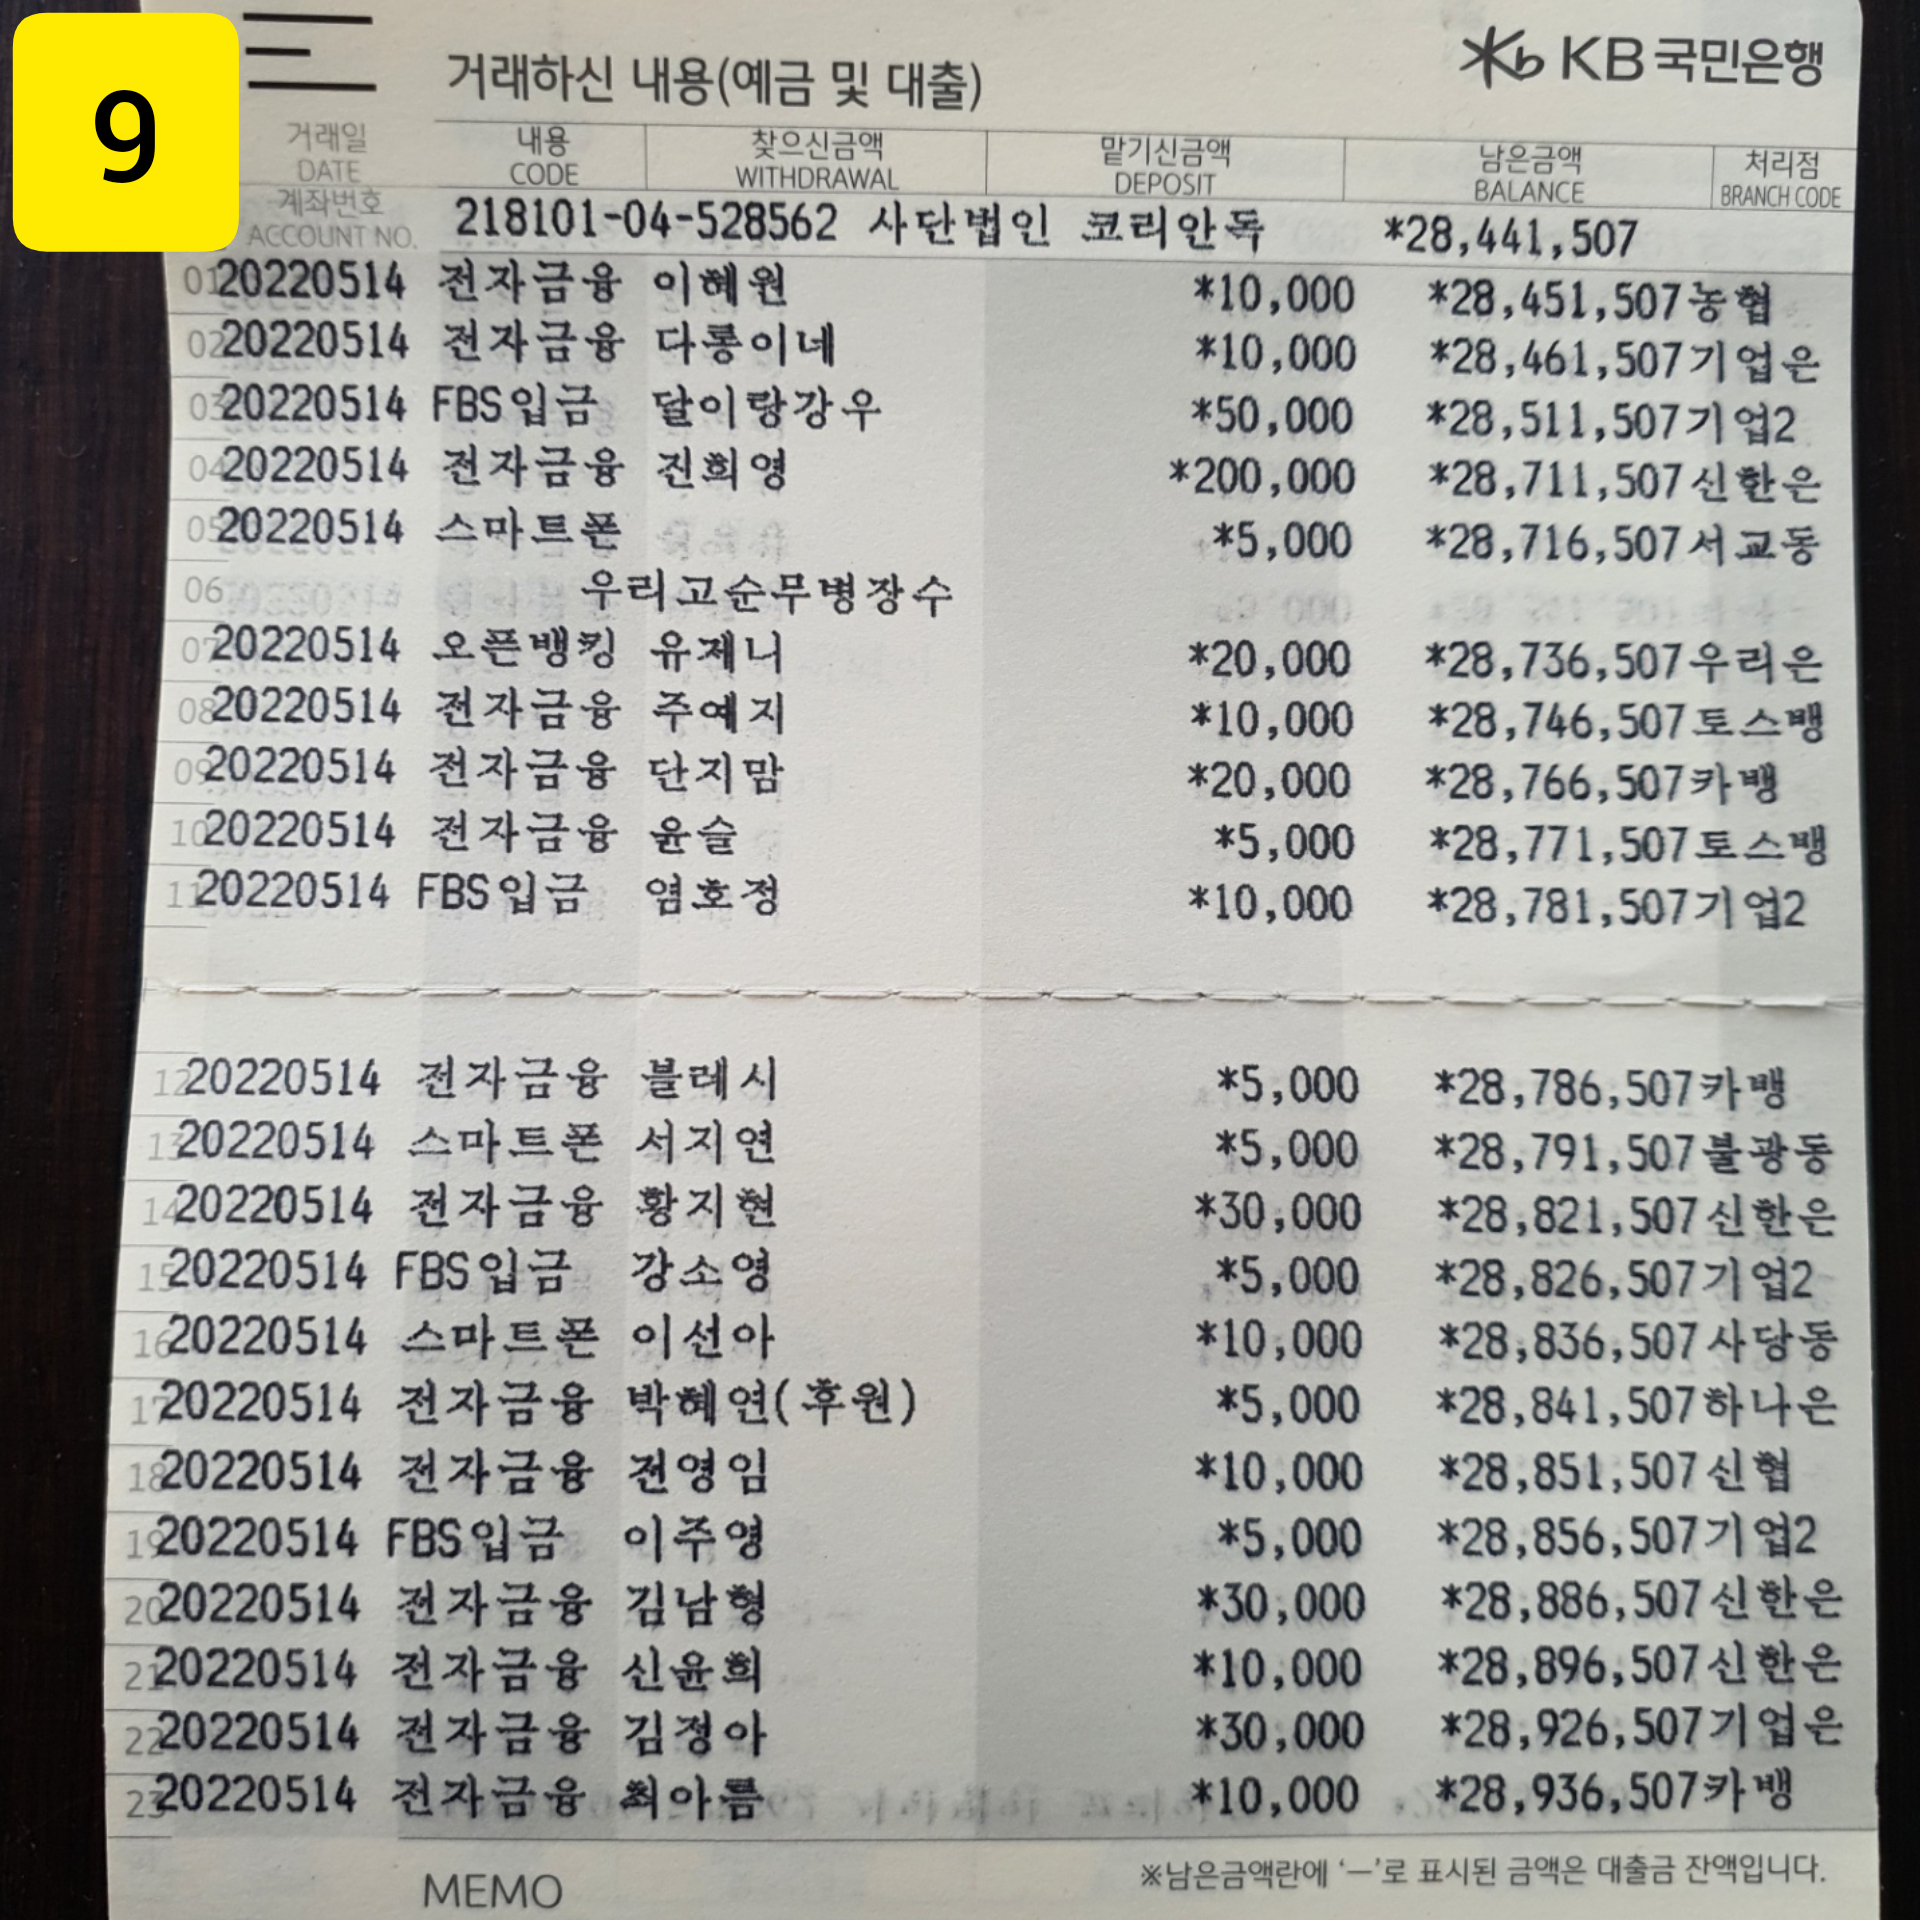 9
거래하신 내용(예금 및 대출)
KB국민은행
거래일 내용 찾으신금액 맡기신금액 남은금액 처리점
DATE CODE WITHDRAWAL DEPOSIT BALANCE BRANCH CODE
계좌번호
ACCOUNT NO. 218101-04-528562 사단법인 코리안독 *28,441,507
01 20220514 전자금융 이혜원 *10,000 *28,451,507 농협
02 20220514 전자금융 다롱이네 *10,000 *28,461,507 기업은
03 20220514 FBS입금 달이랑강우 *50,000 *28,511,507 기업2
04 20220514 전자금융 진희영 *200,000 *28,711,507 신한은
05 20220514 스마트폰 *5,000 *28,716,507 서교동
06 우리고순무병장수
07 20220514 오픈뱅킹 유제니 *20,000 *28,736,507 우리은
08 20220514 전자금융 주예지 *10,000 *28,746,507 토스뱅
09 20220514 전자금융 단지맘 *20,000 *28,766,507 카뱅
10 20220514 전자금융 윤슬 *5,000 *28,771,507 토스뱅
11 20220514 FBS입금 염호정 *10,000 *28,781,507 기업2
12 20220514 전자금융 블레시 *5,000 *28,786,507 카뱅
13 20220514 스마트폰 서지연 *5,000 *28,791,507 불광동
14 20220514 전자금융 황지현 *30,000 *28,821,507 신한은
15 20220514 FBS입금 강소영 *5,000 *28,826,507 기업2
16 20220514 스마트폰 이선아 *10,000 *28,836,507 사당동
17 20220514 전자금융 박혜연(후원) *5,000 *28,841,507 하나은
18 20220514 전자금융 전영임 *10,000 *28,851,507 신협
19 20220514 FBS입금 이주영 *5,000 *28,856,507 기업2
20 20220514 전자금융 김남형 *30,000 *28,886,507 신한은
21 20220514 전자금융 신윤희 *10,000 *28,896,507 신한은
22 20220514 전자금융 김정아 *30,000 *28,926,507 기업은
23 20220514 전자금융 최아름 *10,000 *28,936,507 카뱅
MEMO
※남은금액란에 ‘─’로 표시된 금액은 대출금 잔액입니다.